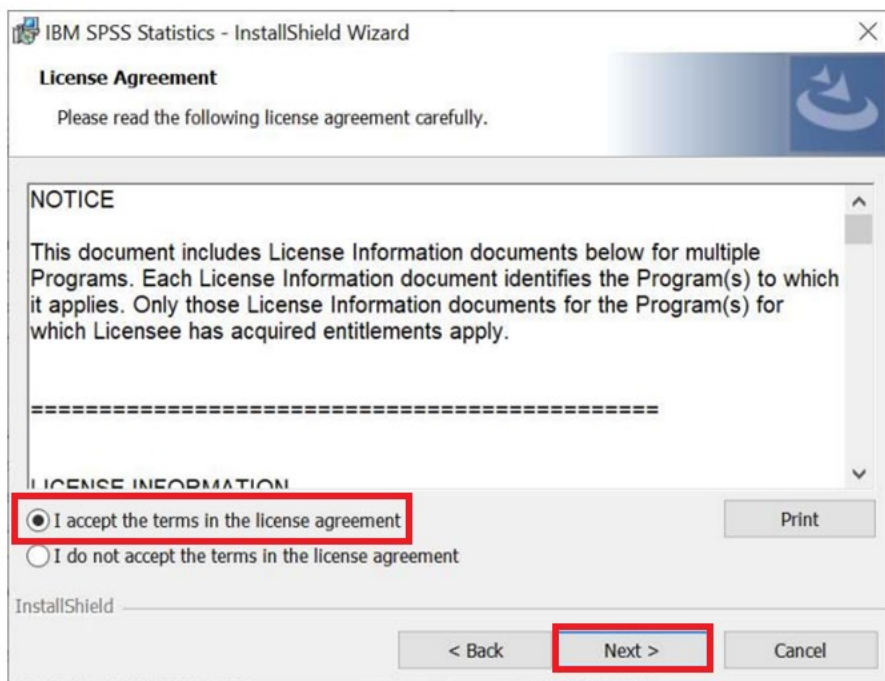 IBM SPSS Statistics - InstallShield Wizard
License Agreement
Please read the following license agreement carefully.
NOTICE
This document includes License Information documents below for multiple
Programs. Each License Information document identifies the Program(s) to which
it applies. Only those License Information documents for the Program(s) for
which Licensee has acquired entitlements apply.
==============================================
LICENSE INFORMATION
I accept the terms in the license agreement
Print
I do not accept the terms in the license agreement
InstallShield
< Back
Next >
Cancel